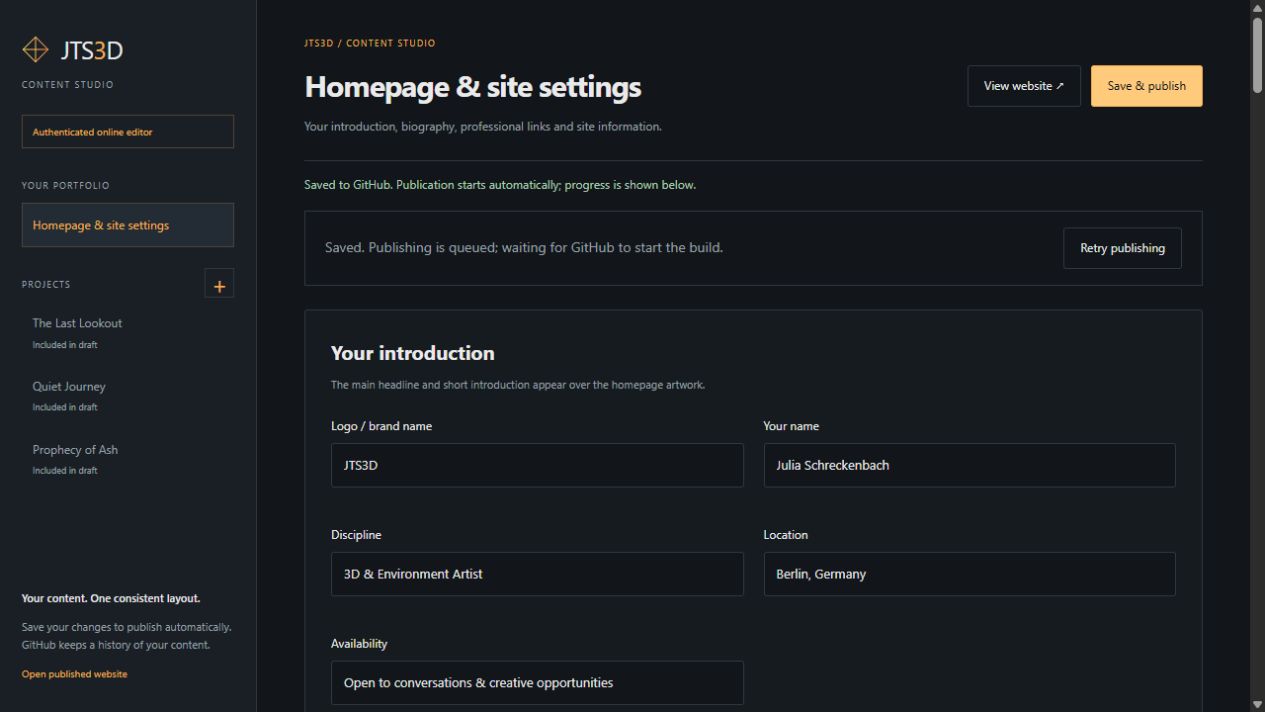 JTS3D
CONTENT STUDIO
Authenticated online editor
YOUR PORTFOLIO
Homepage & site settings
PROJECTS
+
The Last Lookout
Included in draft
Quiet Journey
Included in draft
Prophecy of Ash
Included in draft
Your content. One consistent layout.
Save your changes to publish automatically.
GitHub keeps a history of your content.
Open published website
JTS3D / CONTENT STUDIO
Homepage & site settings
View website ↗
Save & publish
Your introduction, biography, professional links and site information.
Saved to GitHub. Publication starts automatically; progress is shown below.
Saved. Publishing is queued; waiting for GitHub to start the build.
Retry publishing
Your introduction
The main headline and short introduction appear over the homepage artwork.
Logo / brand name
JTS3D
Your name
Julia Schreckenbach
Discipline
3D & Environment Artist
Location
Berlin, Germany
Availability
Open to conversations & creative opportunities